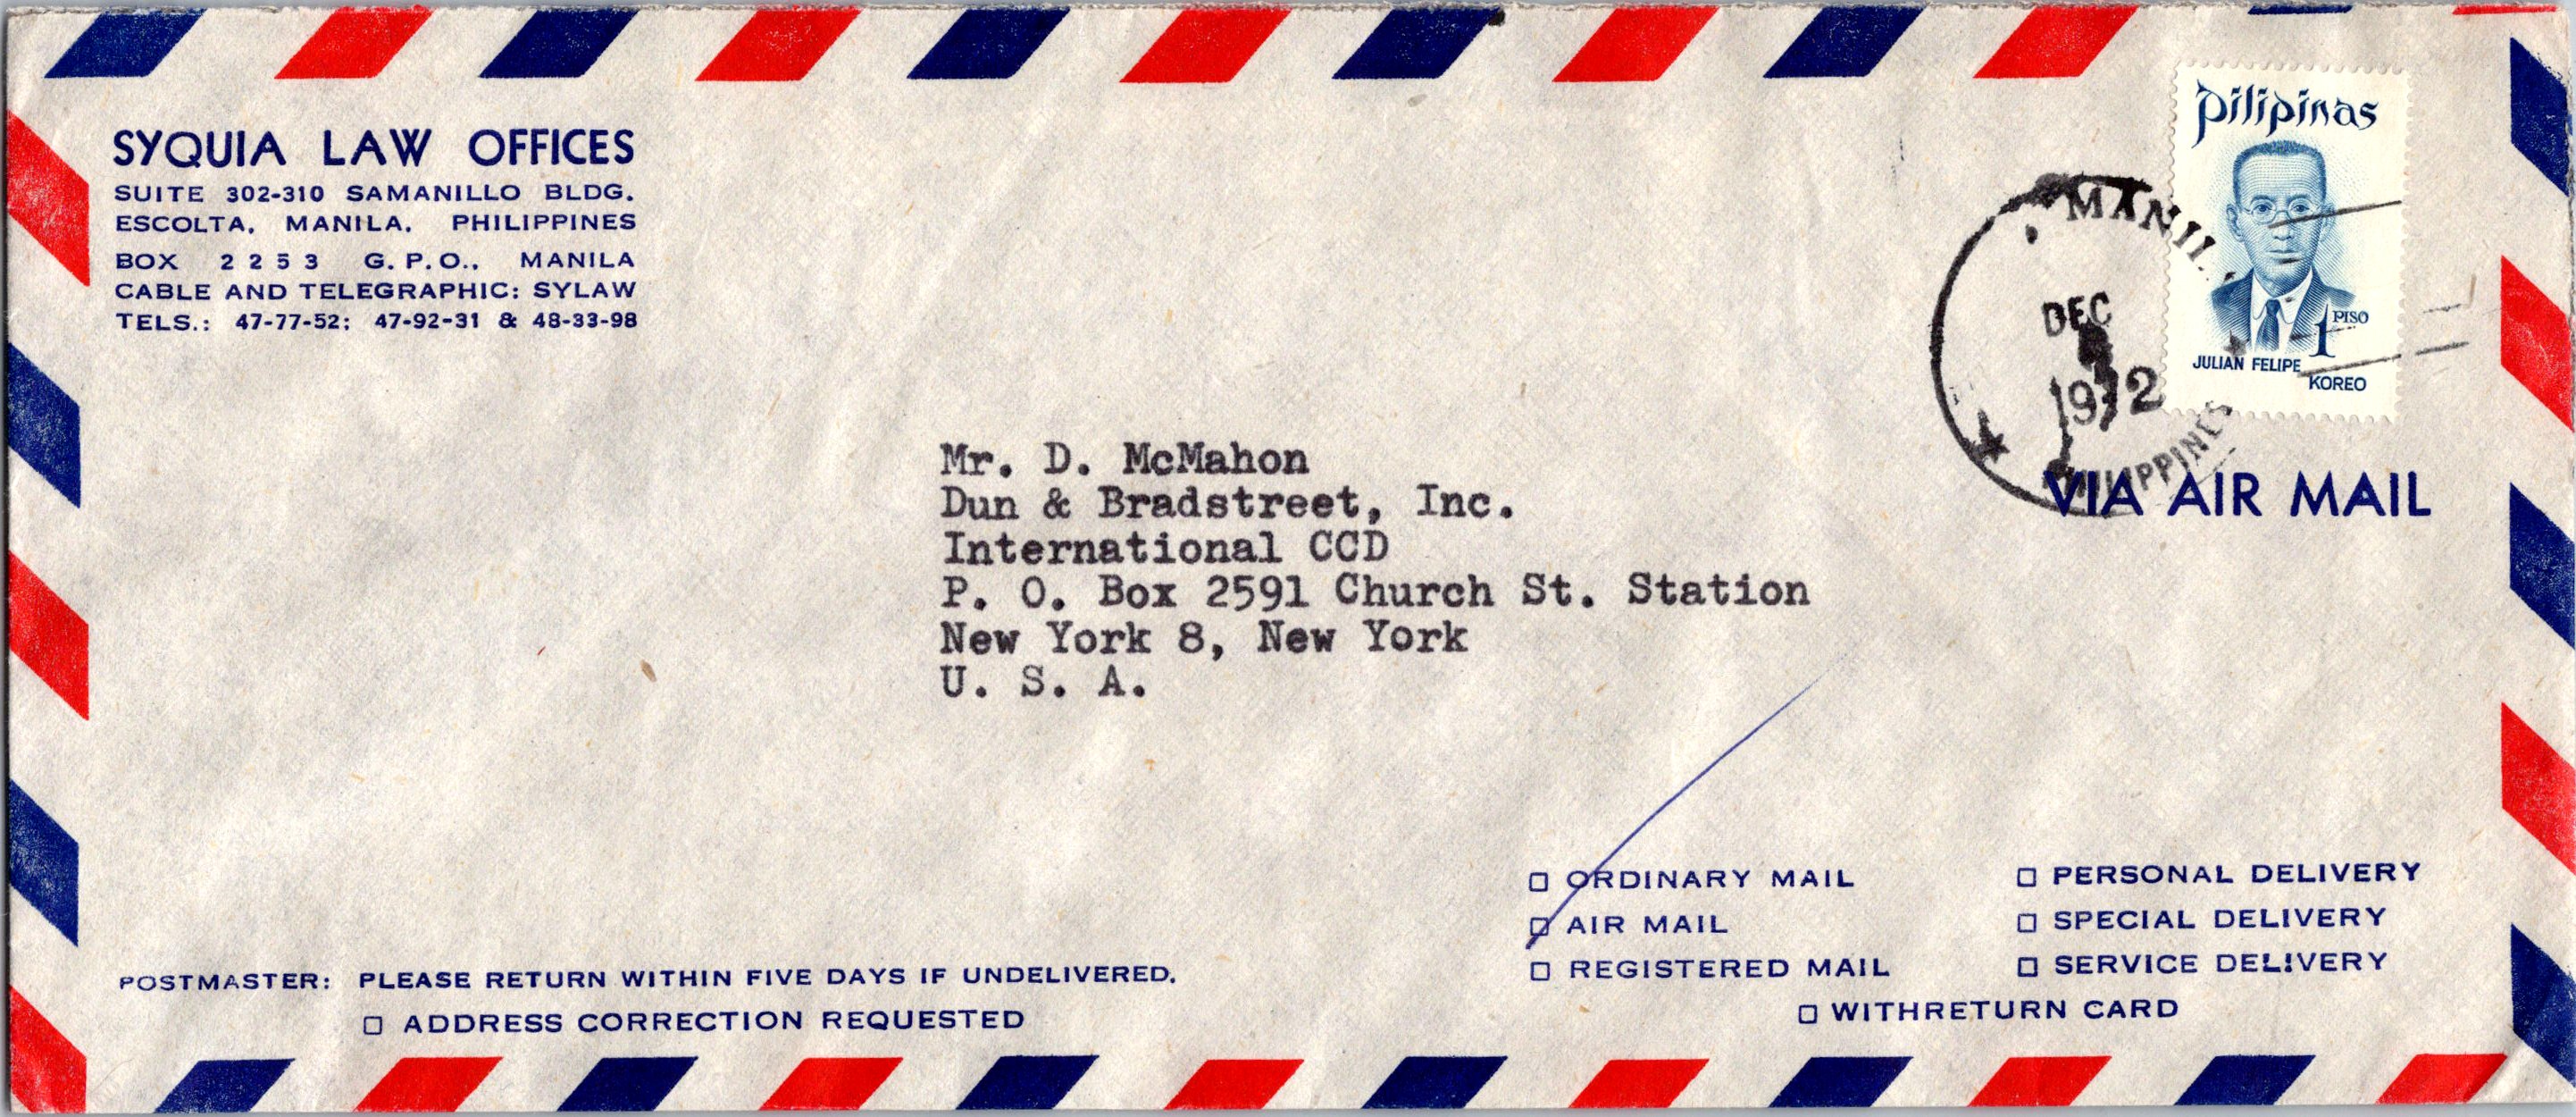 SYQUIA LAW OFFICES
SUITE 302-310 SAMANILLO BLDG.
ESCOLTA, MANILA, PHILIPPINES
BOX 2253 G.P.O., MANILA
CABLE AND TELEGRAPHIC: SYLAW
TELS.: 47-77-52; 47-92-31 & 48-33-98
Pilipinas
1 PISO
JULIAN FELIPE
KOREO
DEC
1972
PHILIPPINES
VIA AIR MAIL
Mr. D. McMahon
Dun & Bradstreet, Inc.
International CCD
P. O. Box 2591 Church St. Station
New York 8, New York
U. S. A.
ORDINARY MAIL
AIR MAIL
REGISTERED MAIL
PERSONAL DELIVERY
SPECIAL DELIVERY
SERVICE DELIVERY
WITHRETURN CARD
POSTMASTER: PLEASE RETURN WITHIN FIVE DAYS IF UNDELIVERED.
ADDRESS CORRECTION REQUESTED